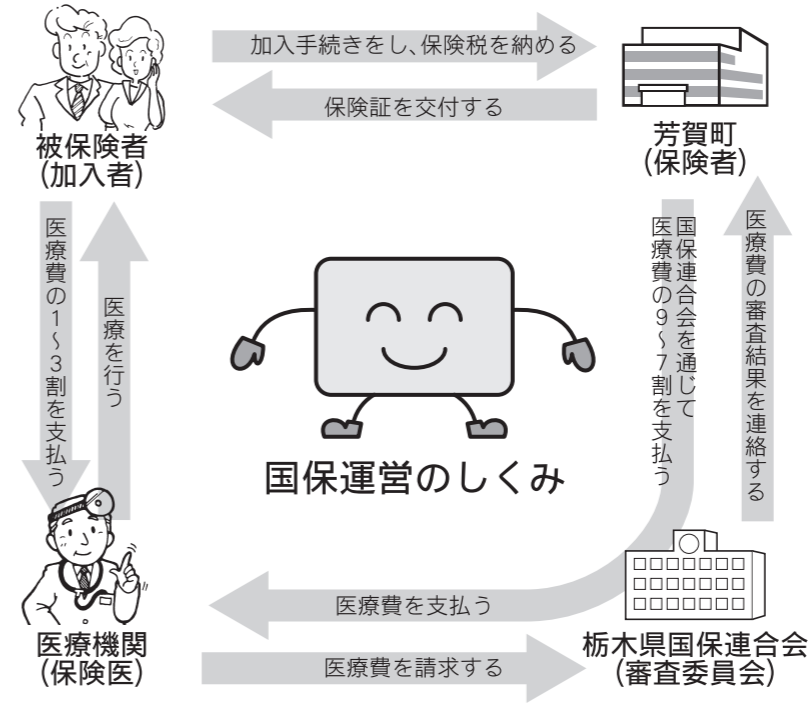 加入手続きをし、保険税を納める
保険証を交付する
被保険者
(加入者)
芳賀町
(保険者)
医療費の1〜3割を支払う
医療を行う
国保連合会を通じて
医療費の9〜7割を支払う
医療費の審査結果を連絡する
国保運営のしくみ
医療費を支払う
医療機関
(保険医)
栃木県国保連合会
(審査委員会)
医療費を請求する